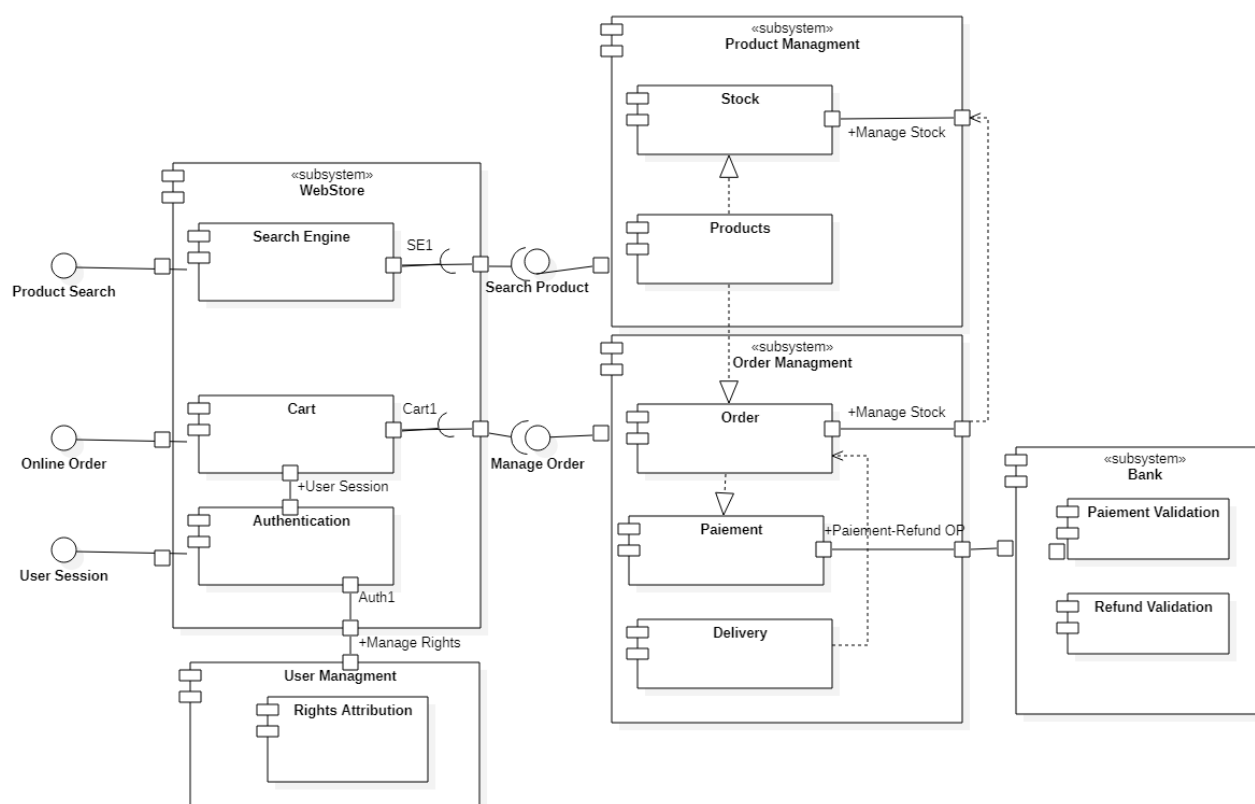 «subsystem»
Product Managment
Stock
+Manage Stock
Products
«subsystem»
WebStore
Search Engine
SE1
Product Search
Search Product
Cart
Cart1
Online Order
Manage Order
+User Session
Authentication
User Session
Auth1
+Manage Rights
User Managment
Rights Attribution
«subsystem»
Order Managment
Order
+Manage Stock
Paiement
+Paiement-Refund OP
Delivery
«subsystem»
Bank
Paiement Validation
Refund Validation